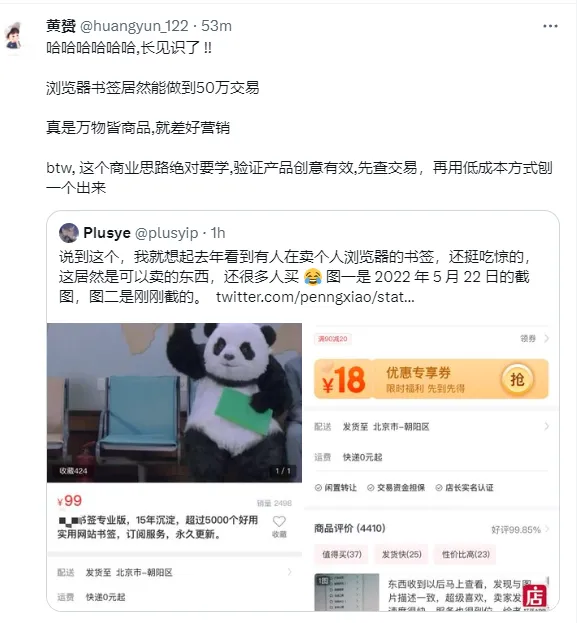 黄赟 @huangyun_122 · 53m
哈哈哈哈哈哈,长见识了 !!
浏览器书签居然能做到50万交易
真是万物皆商品,就差好营销
btw, 这个商业思路绝对要学,验证产品创意有效,先查交易，再用低成本方式刨
一个出来
Plusye @plusyip · 1h
说到这个，我就想起去年看到有人在卖个人浏览器的书签，还挺吃惊的，
这居然是可以卖的东西，还很多人买 😂 图一是 2022 年 5 月 22 日的截
图，图二是刚刚截的。 twitter.com/penngxiao/stat...
收藏424
1 / 1
¥99
销量 2498
书签专业版，15年沉淀，超过5000个好用
实用网站书签，订阅服务，永久更新。
收藏
配送 发货至 北京市-朝阳区
运费 快递0元起
满90减20
领券
¥18 优惠专享券
限时福利 先到先得
抢
配送 发货至 北京市-朝阳区
运费 快递0元起
闲置转让 交易资金担保 店长实名认证
商品评价 (4410)
好评99.85%
值得买(37) 发货快(25) 性价比高(23)
1图
东西收到以后马上查看，发现与图
片描述一致，超级喜欢，卖家发
店